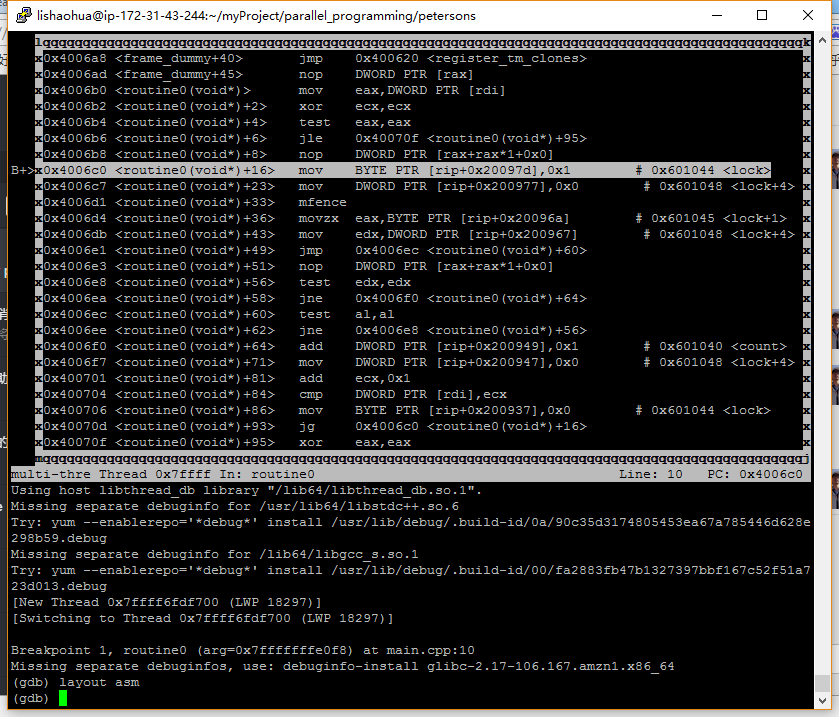 lishaohua@ip-172-31-43-244:~/myProject/parallel_programming/petersons
lqqqqqqqqqqqqqqqqqqqqqqqqqqqqqqqqqqqqqqqqqqqqqqqqqqqqqqqqqqqqqqqqqqqqqqqqqqqqqqqqqqqk
x0x4006a8 <frame_dummy+40> jmp 0x400620 <register_tm_clones> x
x0x4006ad <frame_dummy+45> nop DWORD PTR [rax] x
x0x4006b0 <routine0(void*)> mov eax,DWORD PTR [rdi] x
x0x4006b2 <routine0(void*)+2> xor ecx,ecx x
x0x4006b4 <routine0(void*)+4> test eax,eax x
x0x4006b6 <routine0(void*)+6> jle 0x40070f <routine0(void*)+95> x
x0x4006b8 <routine0(void*)+8> nop DWORD PTR [rax+rax*1+0x0] x
B+>x0x4006c0 <routine0(void*)+16> mov BYTE PTR [rip+0x20097d],0x1 # 0x601044 <lock> x
x0x4006c7 <routine0(void*)+23> mov DWORD PTR [rip+0x200977],0x0 # 0x601048 <lock+4> x
x0x4006d1 <routine0(void*)+33> mfence x
x0x4006d4 <routine0(void*)+36> movzx eax,BYTE PTR [rip+0x20096a] # 0x601045 <lock+1> x
x0x4006db <routine0(void*)+43> mov edx,DWORD PTR [rip+0x200967] # 0x601048 <lock+4> x
x0x4006e1 <routine0(void*)+49> jmp 0x4006ec <routine0(void*)+60> x
x0x4006e3 <routine0(void*)+51> nop DWORD PTR [rax+rax*1+0x0] x
x0x4006e8 <routine0(void*)+56> test edx,edx x
x0x4006ea <routine0(void*)+58> jne 0x4006f0 <routine0(void*)+64> x
x0x4006ec <routine0(void*)+60> test al,al x
x0x4006ee <routine0(void*)+62> jne 0x4006e8 <routine0(void*)+56> x
x0x4006f0 <routine0(void*)+64> add DWORD PTR [rip+0x200949],0x1 # 0x601040 <count> x
x0x4006f7 <routine0(void*)+71> mov DWORD PTR [rip+0x200947],0x0 # 0x601048 <lock+4> x
x0x400701 <routine0(void*)+81> add ecx,0x1 x
x0x400704 <routine0(void*)+84> cmp DWORD PTR [rdi],ecx x
x0x400706 <routine0(void*)+86> mov BYTE PTR [rip+0x200937],0x0 # 0x601044 <lock> x
x0x40070d <routine0(void*)+93> jg 0x4006c0 <routine0(void*)+16> x
x0x40070f <routine0(void*)+95> xor eax,eax x
mqqqqqqqqqqqqqqqqqqqqqqqqqqqqqqqqqqqqqqqqqqqqqqqqqqqqqqqqqqqqqqqqqqqqqqqqqqqqqqqqqqqj
multi-thre Thread 0x7ffff In: routine0 Line: 10 PC: 0x4006c0
Using host libthread_db library "/lib64/libthread_db.so.1".
Missing separate debuginfo for /usr/lib64/libstdc++.so.6
Try: yum --enablerepo='*debug*' install /usr/lib/debug/.build-id/0a/90c35d3174805453ea67a785446d628e
298b59.debug
Missing separate debuginfo for /lib64/libgcc_s.so.1
Try: yum --enablerepo='*debug*' install /usr/lib/debug/.build-id/00/fa2883fb47b1327397bbf167c52f51a7
23d013.debug
[New Thread 0x7ffff6fdf700 (LWP 18297)]
[Switching to Thread 0x7ffff6fdf700 (LWP 18297)]
Breakpoint 1, routine0 (arg=0x7fffffffe0f8) at main.cpp:10
Missing separate debuginfos, use: debuginfo-install glibc-2.17-106.167.amzn1.x86_64
(gdb) layout asm
(gdb)